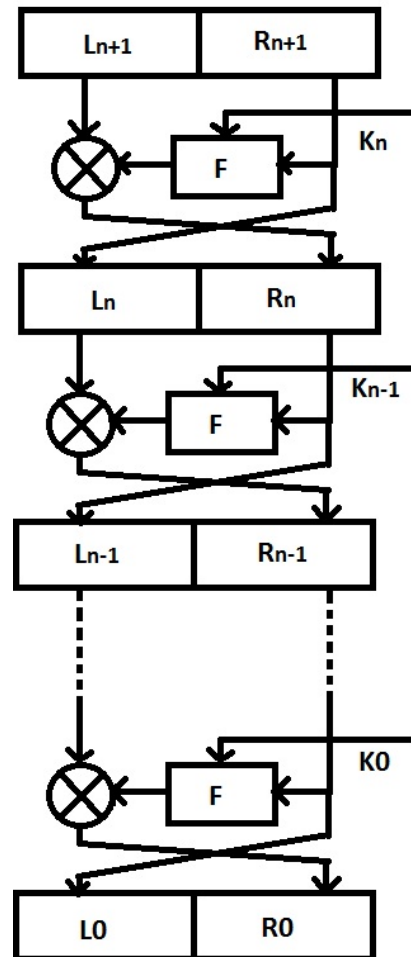 Ln+1 Rn+1
Kn
F
Ln Rn
Kn-1
F
Ln-1 Rn-1
K0
F
L0 R0